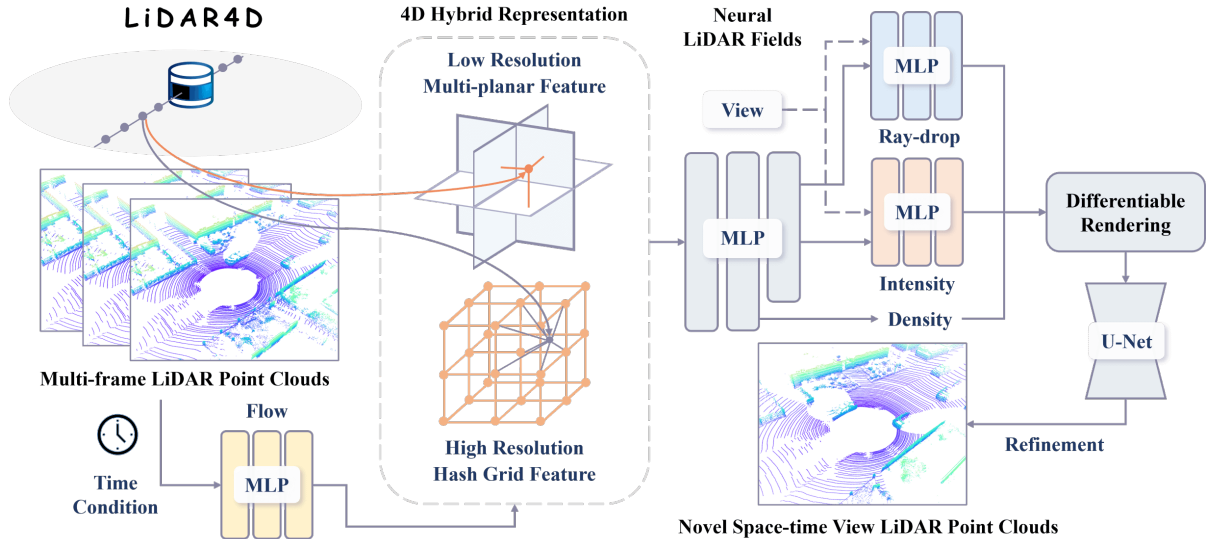 LiDAR4D
4D Hybrid Representation
Low Resolution
Multi-planar Feature
High Resolution
Hash Grid Feature
Multi-frame LiDAR Point Clouds
Time
Condition
Flow
MLP
Neural
LiDAR Fields
View
MLP
MLP
Ray-drop
MLP
Intensity
Density
Differentiable
Rendering
U-Net
Refinement
Novel Space-time View LiDAR Point Clouds